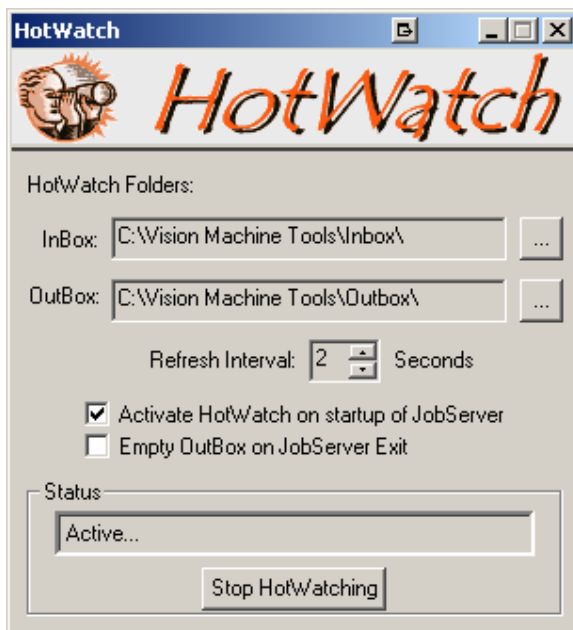 HotWatch
HotWatch
HotWatch Folders:
InBox: C:\Vision Machine Tools\Inbox\ ...
OutBox: C:\Vision Machine Tools\Outbox\ ...
Refresh Interval: 2 Seconds
Activate HotWatch on startup of JobServer
Empty OutBox on JobServer Exit
Status
Active...
Stop HotWatching